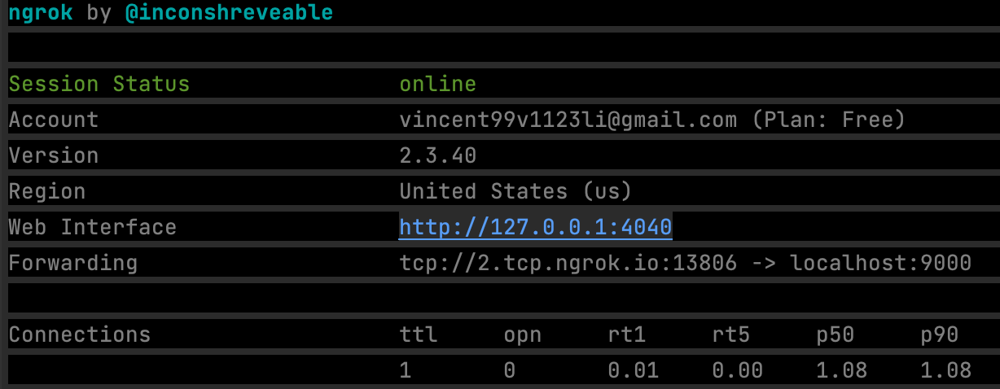 ngrok by @inconshreveable
Session Status online
Account vincent99v1123li@gmail.com (Plan: Free)
Version 2.3.40
Region United States (us)
Web Interface http://127.0.0.1:4040
Forwarding tcp://2.tcp.ngrok.io:13806 -> localhost:9000
Connections ttl opn rt1 rt5 p50 p90
1 0 0.01 0.00 1.08 1.08